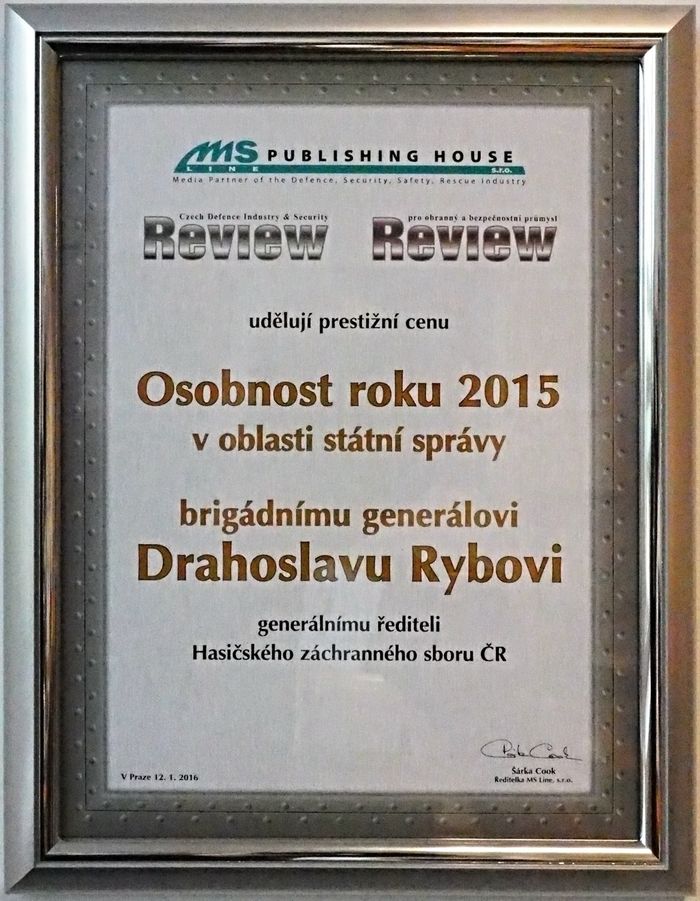 MS PUBLISHING HOUSE
LINE s.r.o.
Media Partner of the Defence, Security, Safety, Rescue Industry
Czech Defence Industry & Security
Review
pro obranný a bezpečnostní průmysl
Review
udělují prestižní cenu
Osobnost roku 2015
v oblasti státní správy
brigádnímu generálovi
Drahoslavu Rybovi
generálnímu řediteli
Hasičského záchranného sboru ČR
V Praze 12. 1. 2016
Šárka Cook
Ředitelka MS Line, s.r.o.